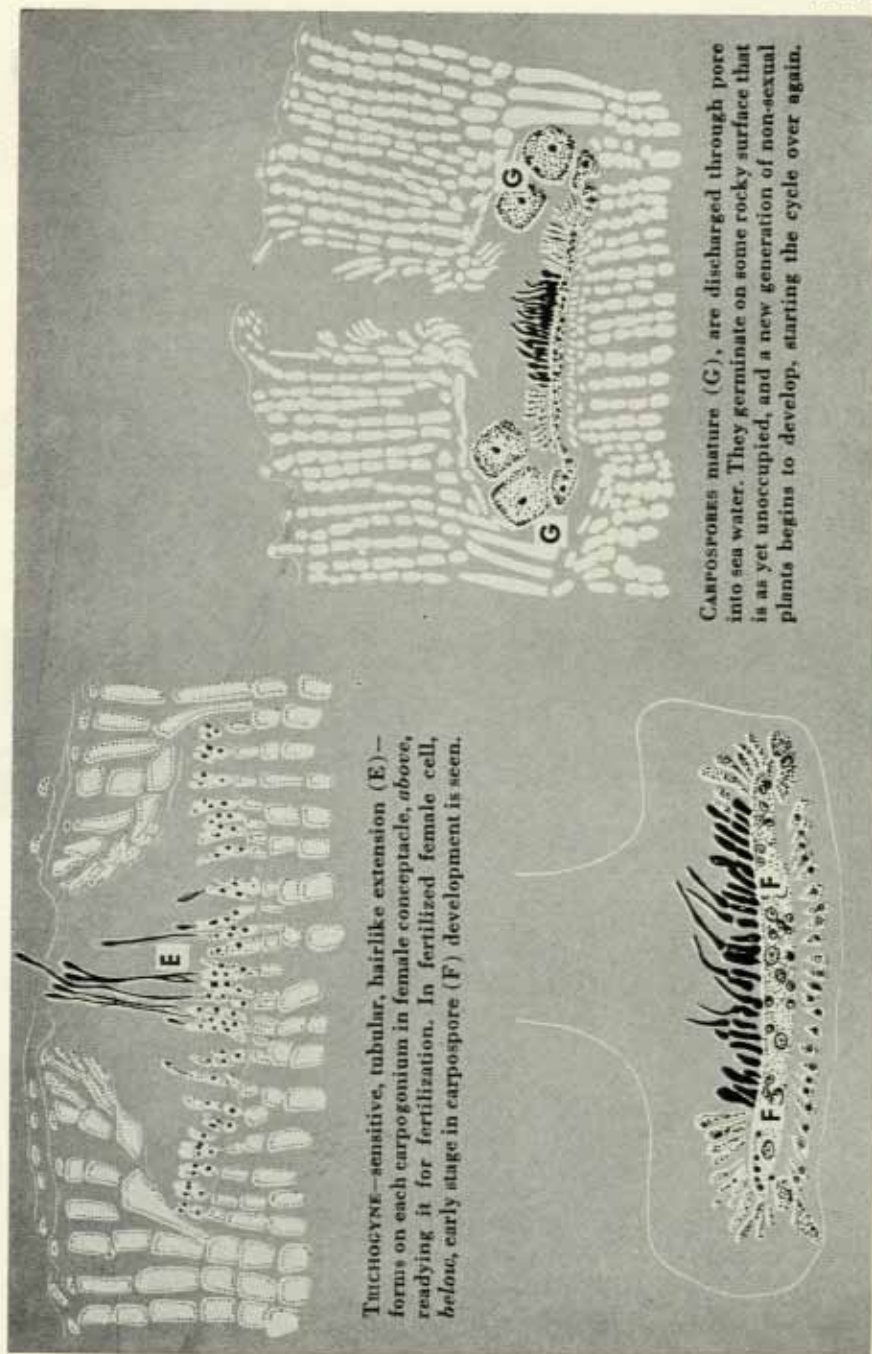 E
TRICHOGYNE—sensitive, tubular, hairlike extension (E)—
forms on each carpogonium in female conceptacle, above,
readying it for fertilization. In fertilized female cell,
below, early stage in carpospore (F) development is seen.
F
F
G
G
CARPOSPORES mature (G), are discharged through pore
into sea water. They germinate on some rocky surface that
is as yet unoccupied, and a new generation of non-sexual
plants begins to develop, starting the cycle over again.